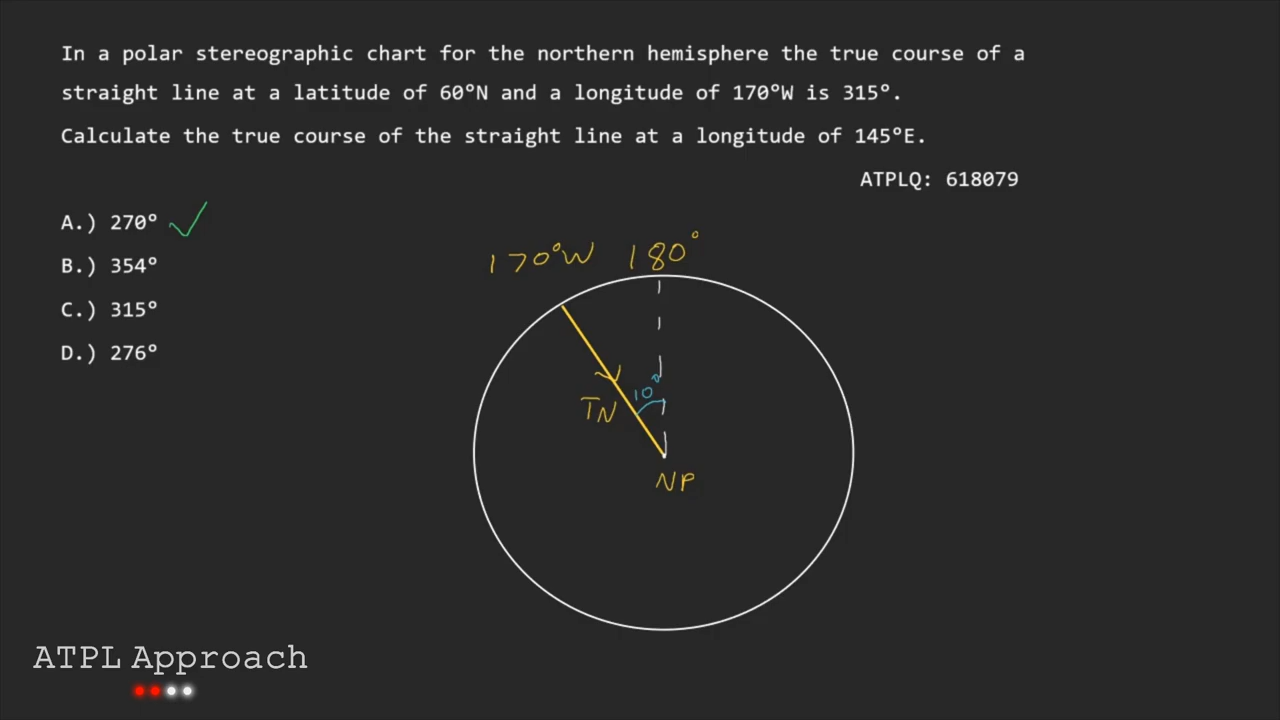 In a polar stereographic chart for the northern hemisphere the true course of a
straight line at a latitude of 60°N and a longitude of 170°W is 315°.
Calculate the true course of the straight line at a longitude of 145°E.
ATPLQ: 618079
A.) 270°
B.) 354°
C.) 315°
D.) 276°
170°W 180°
10°
TN
NP
ATPL Approach